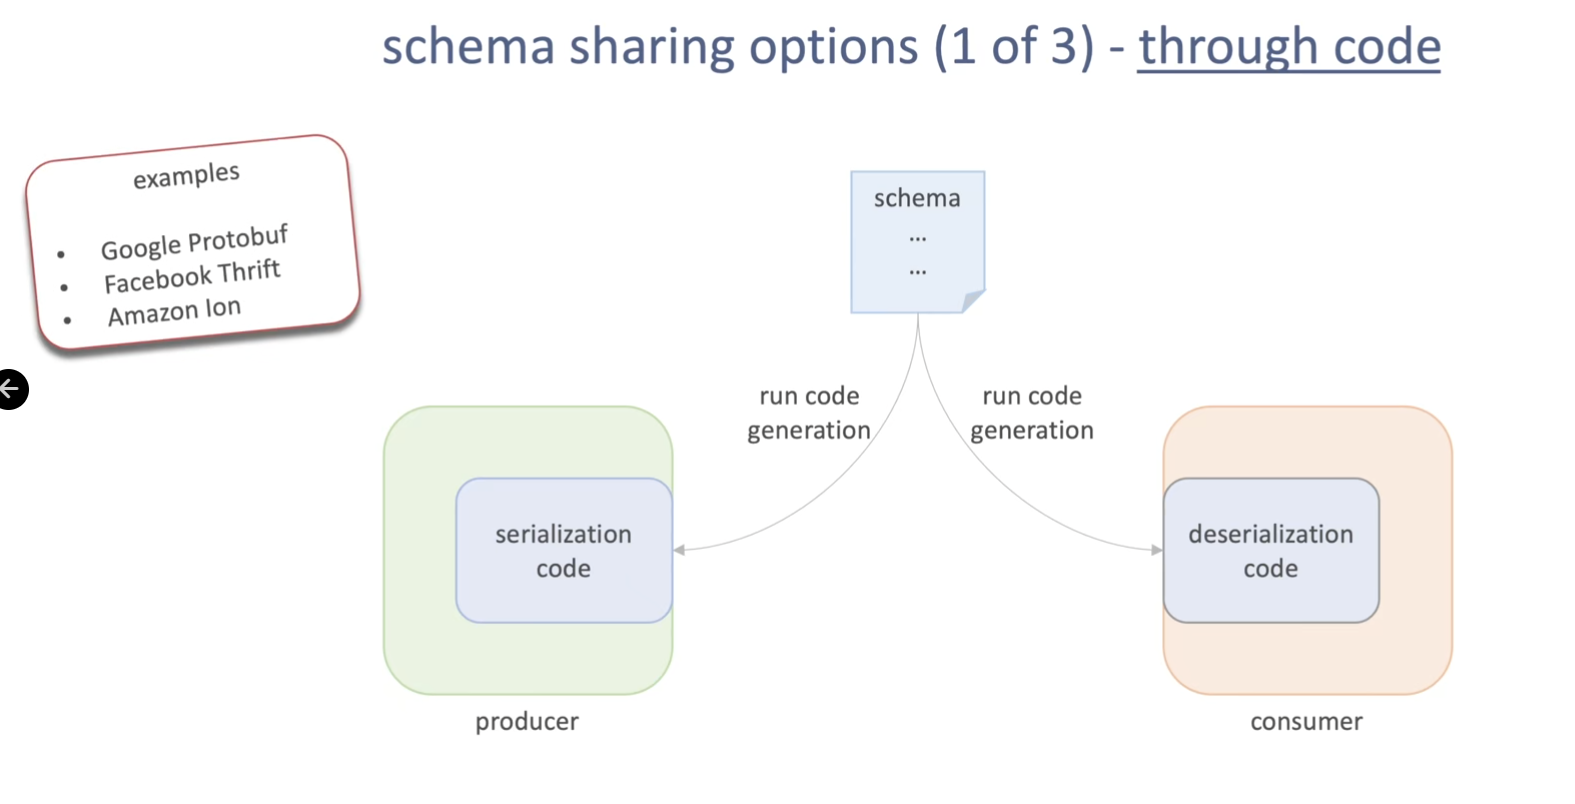 schema sharing options (1 of 3) - through code
examples
• Google Protobuf
• Facebook Thrift
• Amazon Ion
schema
...
...
run code
generation
run code
generation
serialization
code
deserialization
code
producer
consumer